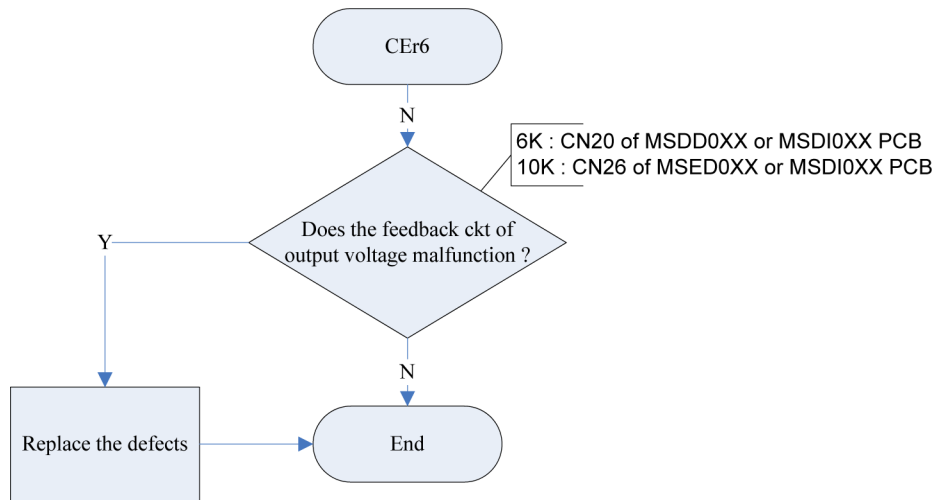 CEr6
N
6K : CN20 of MSDD0XX or MSDI0XX PCB
10K : CN26 of MSED0XX or MSDI0XX PCB
Does the feedback ckt of
output voltage malfunction ?
Y
N
Replace the defects
End